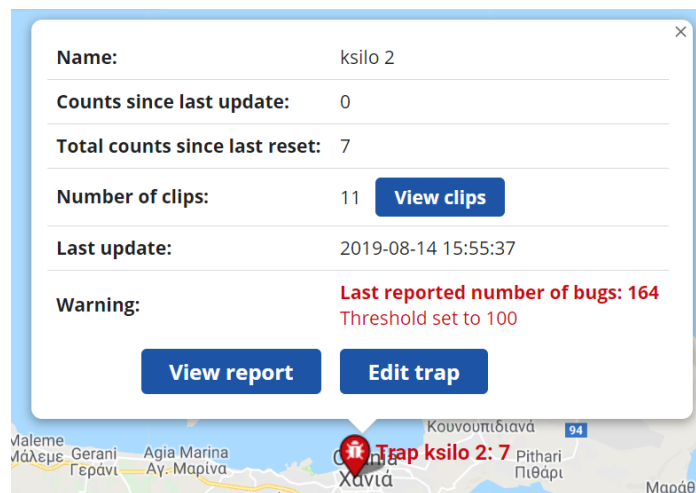 ×
Name: ksilo 2
Counts since last update: 0
Total counts since last reset: 7
Number of clips: 11 View clips
Last update: 2019-08-14 15:55:37
Warning: Last reported number of bugs: 164
Threshold set to 100
View report Edit trap
Κουνουπιδιανά
94
Maleme
Μάλεμε
Gerani
Γεράνι
Agia Marina
Αγ. Μαρίνα
Trap ksilo 2: 7
Χανιά
Pithari
Πιθάρι